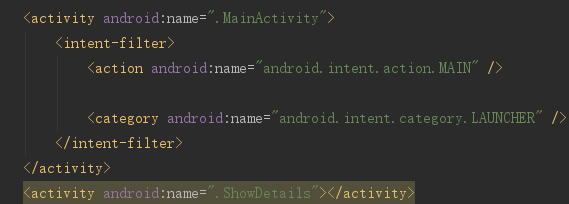 <activity android:name=".MainActivity">
    <intent-filter>
        <action android:name="android.intent.action.MAIN" />
        <category android:name="android.intent.category.LAUNCHER" />
    </intent-filter>
</activity>
<activity android:name=".ShowDetails"></activity>